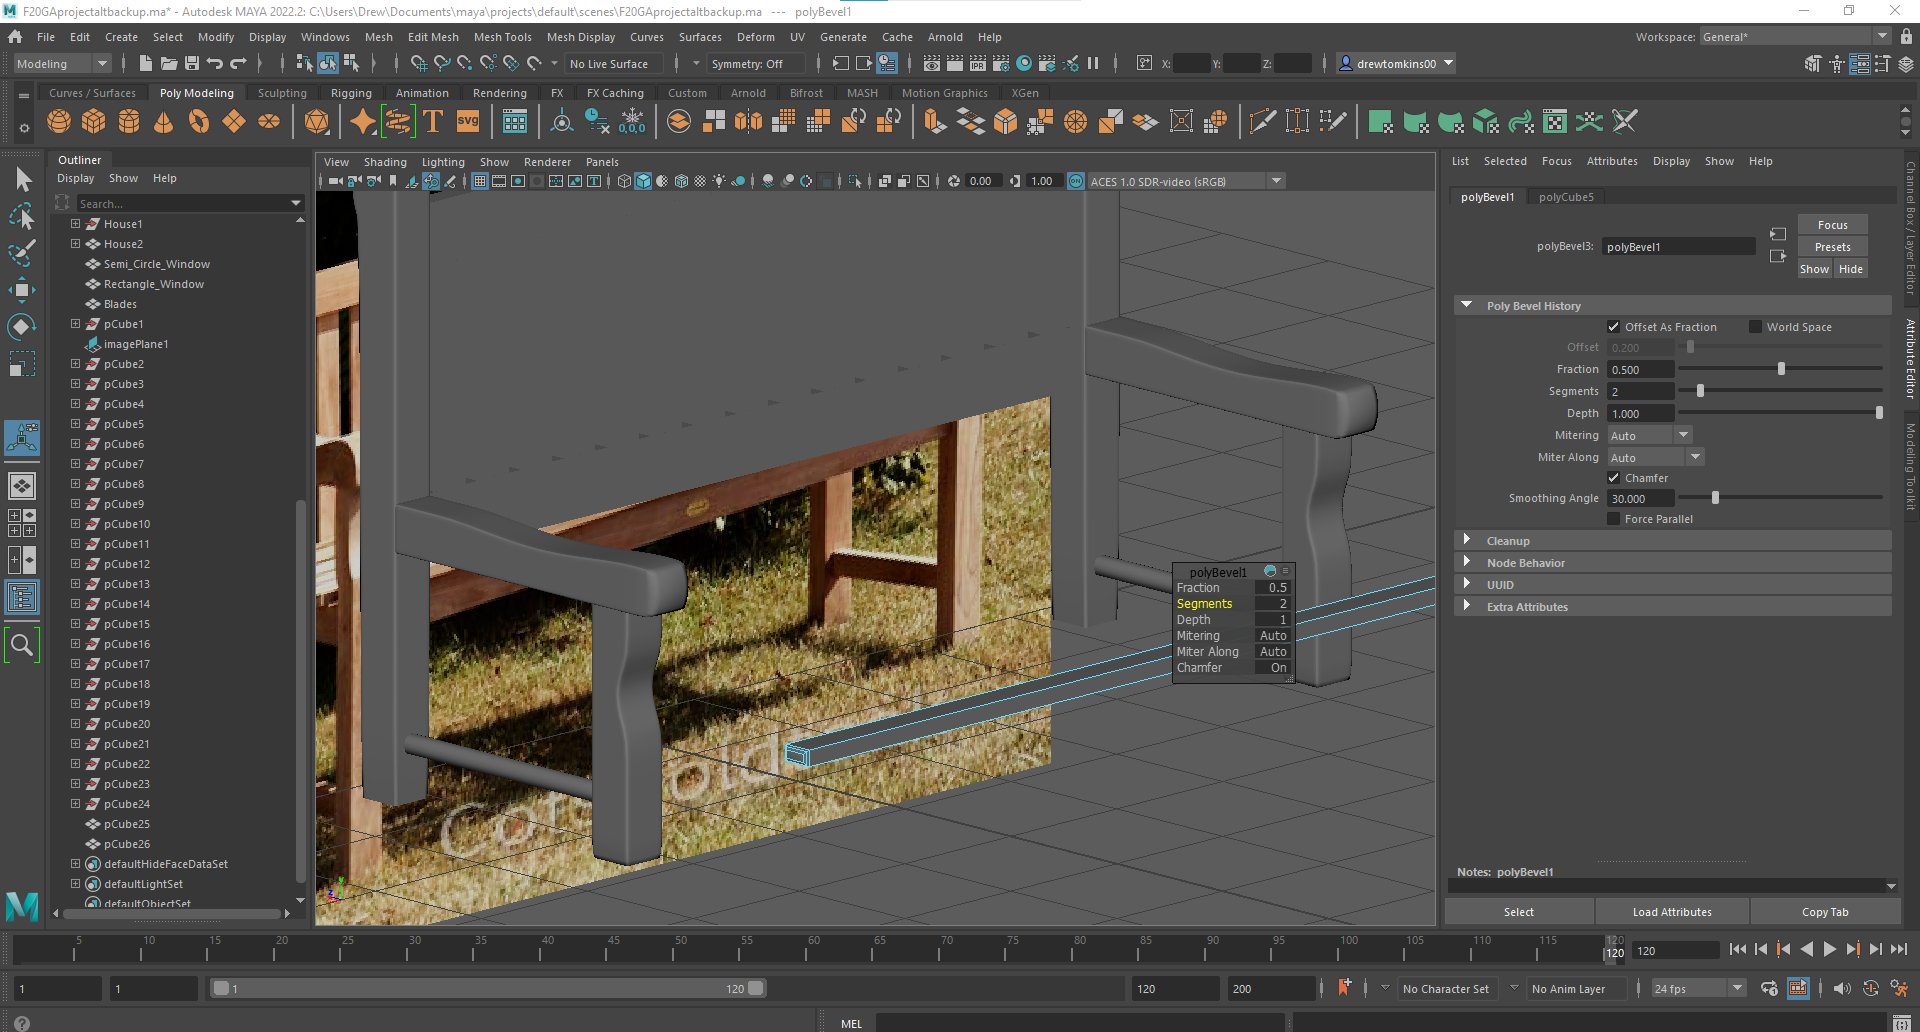 F20GAprojectaltbackup.ma* - Autodesk MAYA 2022.2: C:\Users\Drew\Documents\maya\projects\default\scenes\F20GAprojectaltbackup.ma --- polyBevel1
File Edit Create Select Modify Display Windows Mesh Edit Mesh Mesh Tools Mesh Display Curves Surfaces Deform UV Generate Cache Arnold Help
Workspace: General*
Modeling
No Live Surface
Symmetry: Off
X: Y: Z:
drewtomkins00
Curves / Surfaces Poly Modeling Sculpting Rigging Animation Rendering FX FX Caching Custom Arnold Bifrost MASH Motion Graphics XGen
T svg 0,0,0
Outliner
Display Show Help
Search...
House1
House2
Semi_Circle_Window
Rectangle_Window
Blades
pCube1
imagePlane1
pCube2
pCube3
pCube4
pCube5
pCube6
pCube7
pCube8
pCube9
pCube10
pCube11
pCube12
pCube13
pCube14
pCube15
pCube16
pCube17
pCube18
pCube19
pCube20
pCube21
pCube22
pCube23
pCube24
pCube25
pCube26
defaultHideFaceDataSet
defaultLightSet
defaultObjectSet
View Shading Lighting Show Renderer Panels
0.00 1.00 ACES 1.0 SDR-video (sRGB)
polyBevel1
Fraction 0.5
Segments 2
Depth 1
Mitering Auto
Miter Along Auto
Chamfer On
List Selected Focus Attributes Display Show Help
polyBevel1 polyCube5
polyBevel3: polyBevel1
Focus
Presets
Show Hide
Poly Bevel History
Offset As Fraction World Space
Offset 0.200
Fraction 0.500
Segments 2
Depth 1.000
Mitering Auto
Miter Along Auto
Chamfer
Smoothing Angle 30.000
Force Parallel
Cleanup
Node Behavior
UUID
Extra Attributes
Notes: polyBevel1
Select Load Attributes Copy Tab
Channel Box / Layer Editor
Attribute Editor
Modeling Toolkit
5 10 15 20 25 30 35 40 45 50 55 60 65 70 75 80 85 90 95 100 105 110 115 120
120
120
1 1 1 120 120 200
No Character Set
No Anim Layer
24 fps
MEL